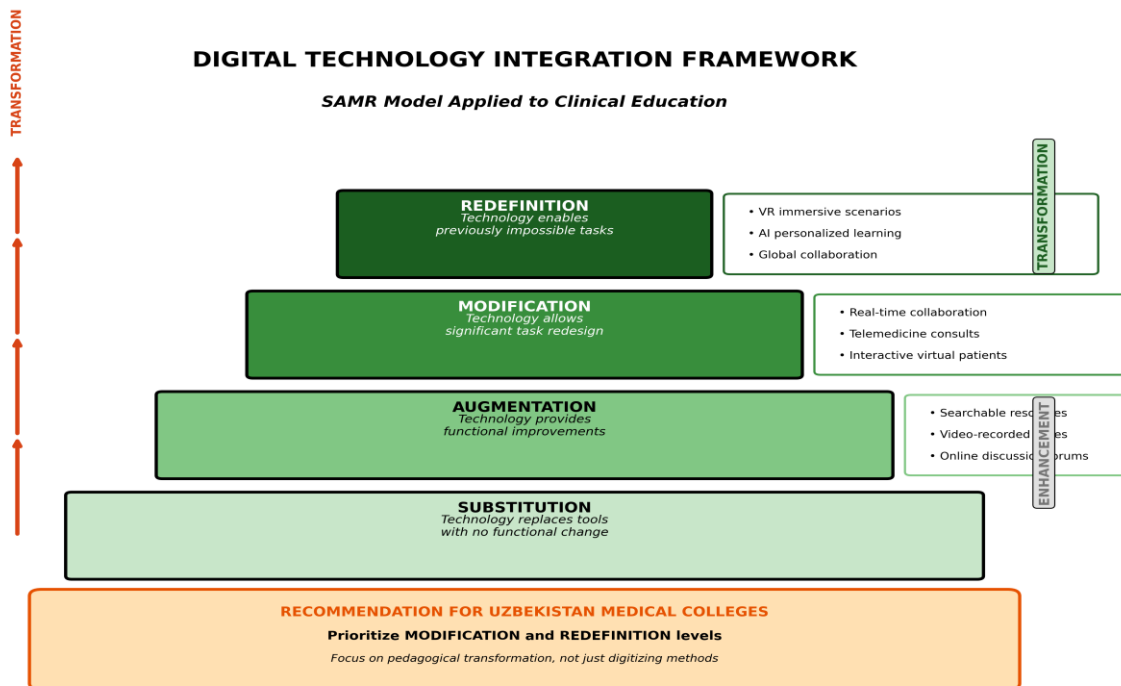 TRANSFORMATION
DIGITAL TECHNOLOGY INTEGRATION FRAMEWORK
SAMR Model Applied to Clinical Education
REDEFINITION
Technology enables
previously impossible tasks
• VR immersive scenarios
• AI personalized learning
• Global collaboration
TRANSFORMATION
MODIFICATION
Technology allows
significant task redesign
• Real-time collaboration
• Telemedicine consults
• Interactive virtual patients
AUGMENTATION
Technology provides
functional improvements
• Searchable
• Video-recorded
• Online
ENHANCEMENT
SUBSTITUTION
Technology replaces tools
with no functional change
RECOMMENDATION FOR UZBEKISTAN MEDICAL COLLEGES
Prioritize MODIFICATION and REDEFINITION levels
Focus on pedagogical transformation, not just digitizing methods